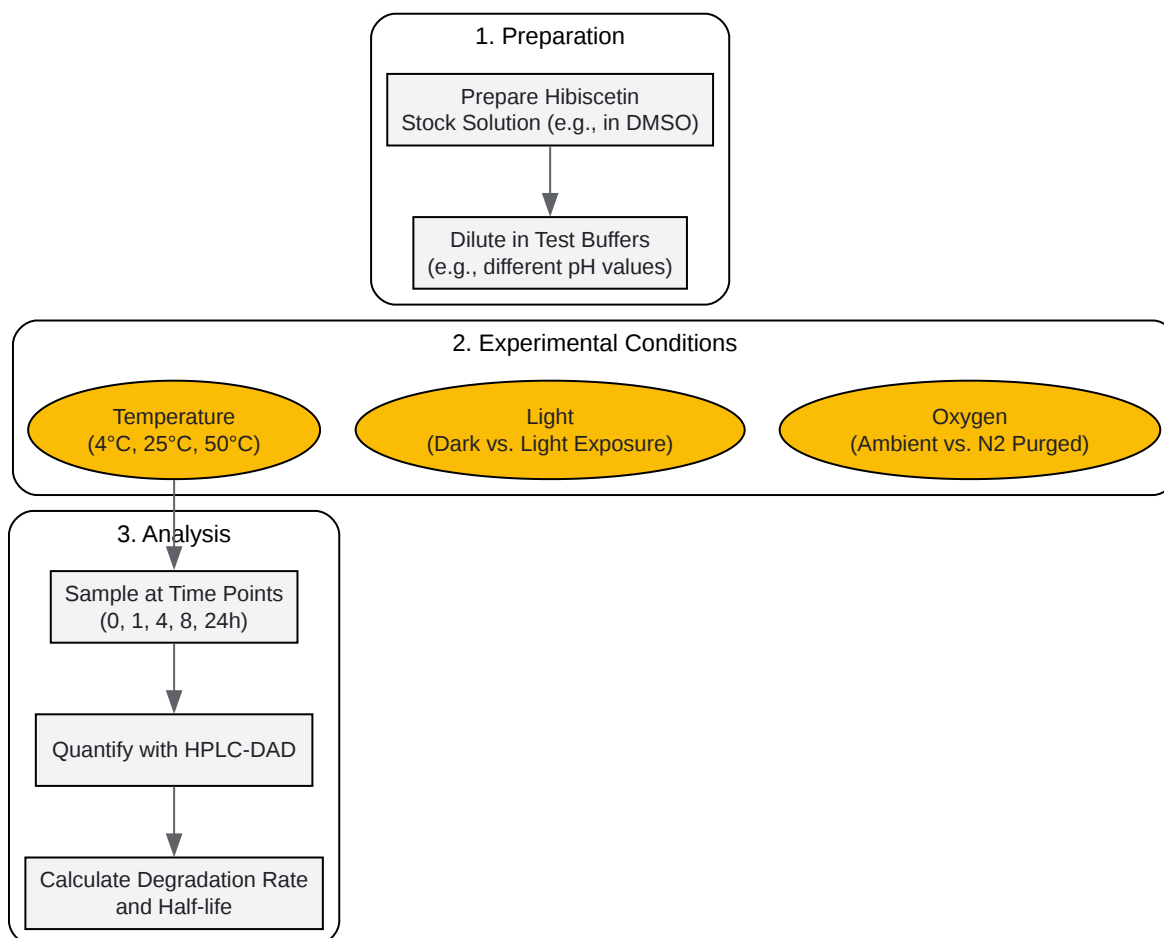 1. Preparation
Prepare Hibiscetin
Stock Solution (e.g., in DMSO)
Dilute in Test Buffers
(e.g., different pH values)
2. Experimental Conditions
Temperature
(4°C, 25°C, 50°C)
Light
(Dark vs. Light Exposure)
Oxygen
(Ambient vs. N2 Purged)
3. Analysis
Sample at Time Points
(0, 1, 4, 8, 24h)
Quantify with HPLC-DAD
Calculate Degradation Rate
and Half-life